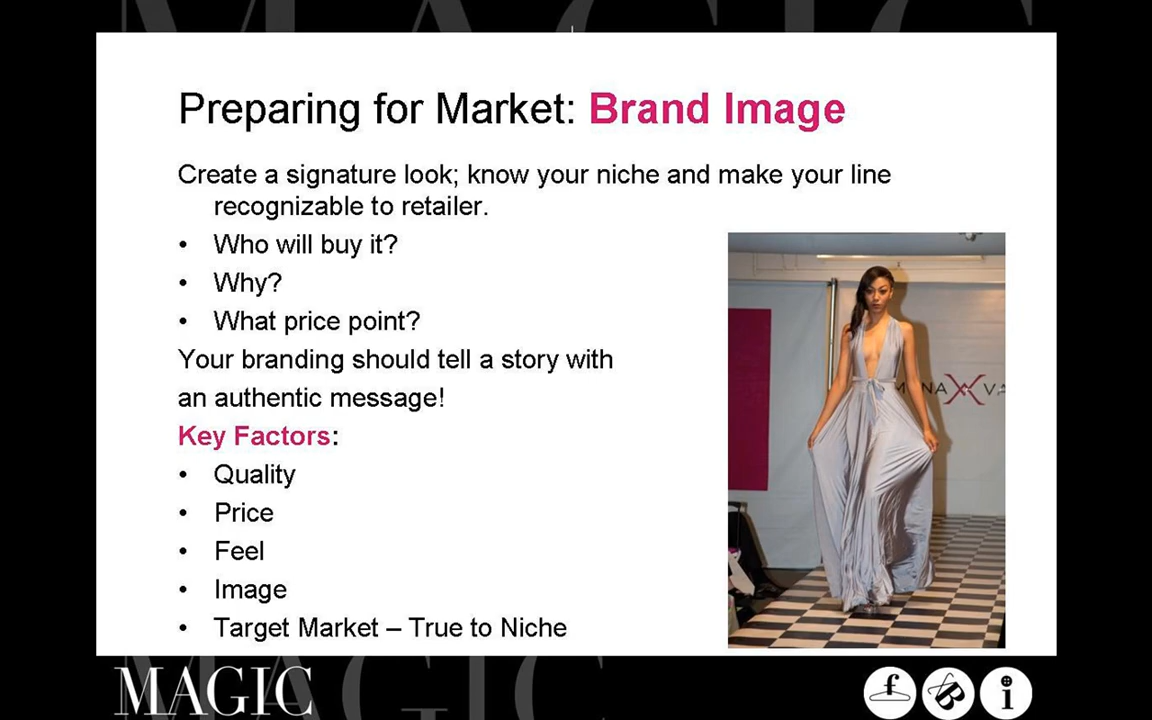 Preparing for Market: Brand Image
Create a signature look; know your niche and make your line
recognizable to retailer.
• Who will buy it?
• Why?
• What price point?
Your branding should tell a story with
an authentic message!
Key Factors:
• Quality
• Price
• Feel
• Image
• Target Market – True to Niche
MAGIC